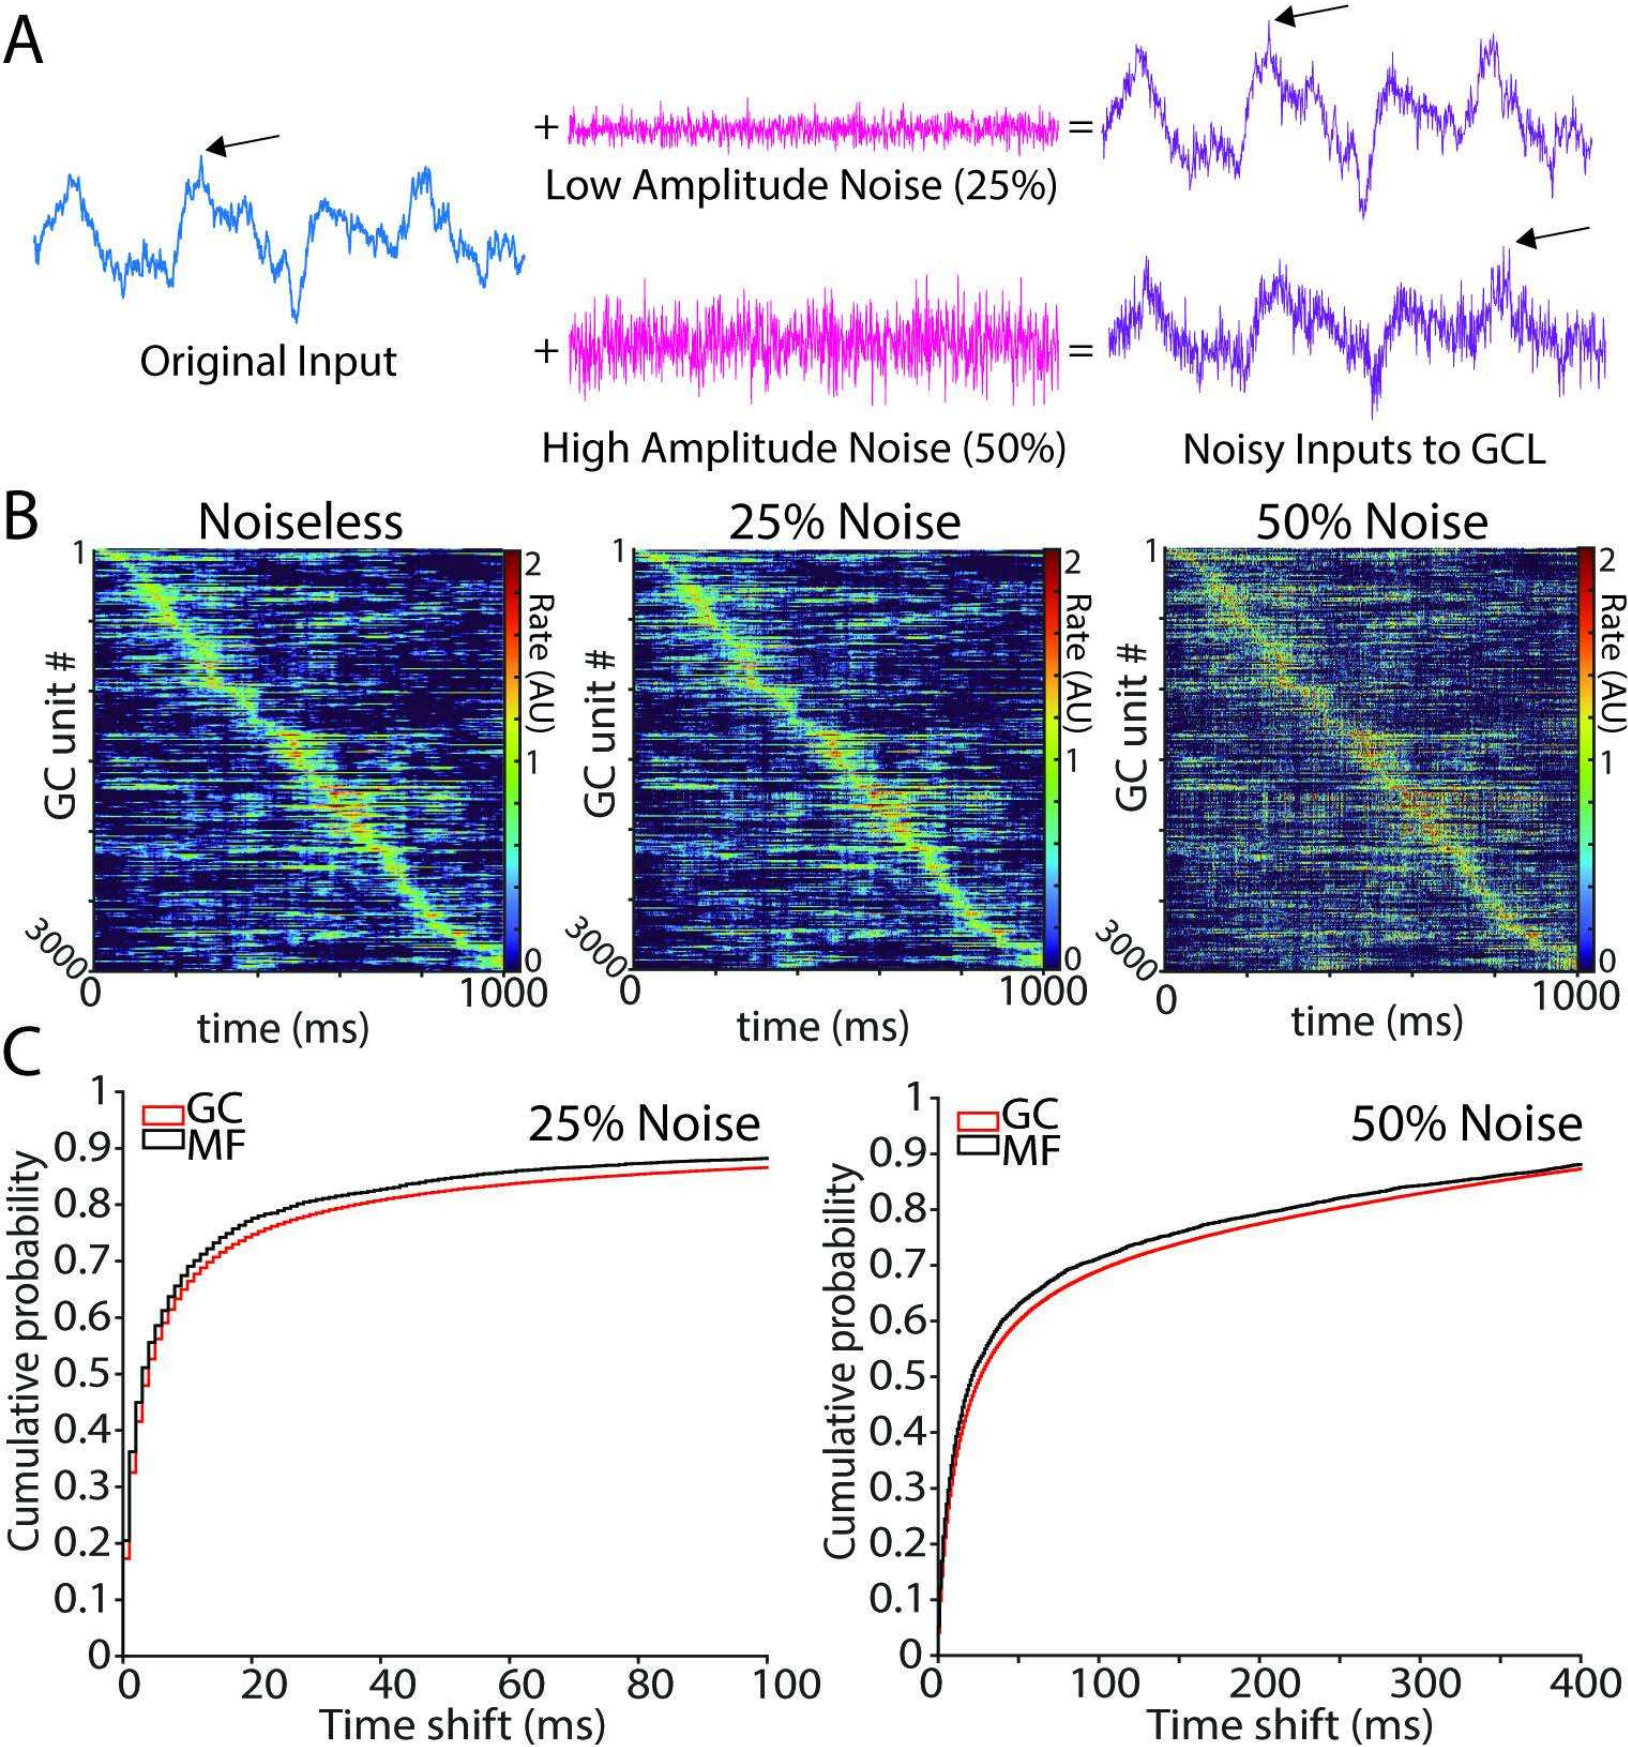 A
+
=
Low Amplitude Noise (25%)
Original Input
+
=
High Amplitude Noise (50%)
Noisy Inputs to GCL
B
Noiseless
25% Noise
50% Noise
1
GC unit #
3000
0
1000
time (ms)
2
1
0
Rate (AU)
1
GC unit #
3000
0
1000
time (ms)
2
1
0
Rate (AU)
1
GC unit #
3000
0
1000
time (ms)
2
1
0
Rate (AU)
C
GC
MF
25% Noise
Cumulative probability
1
0.9
0.8
0.7
0.6
0.5
0.4
0.3
0.2
0.1
0
0 20 40 60 80 100
Time shift (ms)
GC
MF
50% Noise
Cumulative probability
1
0.9
0.8
0.7
0.6
0.5
0.4
0.3
0.2
0.1
0
0 100 200 300 400
Time shift (ms)